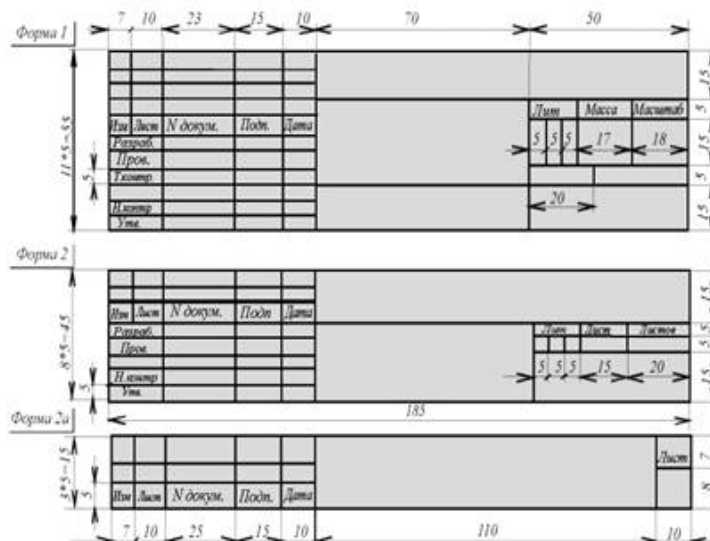 7 10 23 15 10 70 50
Форма 1
15
Лит Масса Масштаб
5
Изм Лист N докум. Подп. Дата
5 5 5 17 18
15
Разраб.
Пров.
11*5=55
5
Т.контр
5
20
Н.контр
15
Утв.
Форма 2
15
Изм Лист N докум. Подп Дата
8*5=45
Разраб.
Лист Листов
5
Пров.
5
5 5 5 15 20
15
Н.контр
5
Утв.
185
Форма 2а
3*5=15
Лист
7
5
Изм Лист N докум. Подп. Дата
8
7 10 25 15 10 110 10